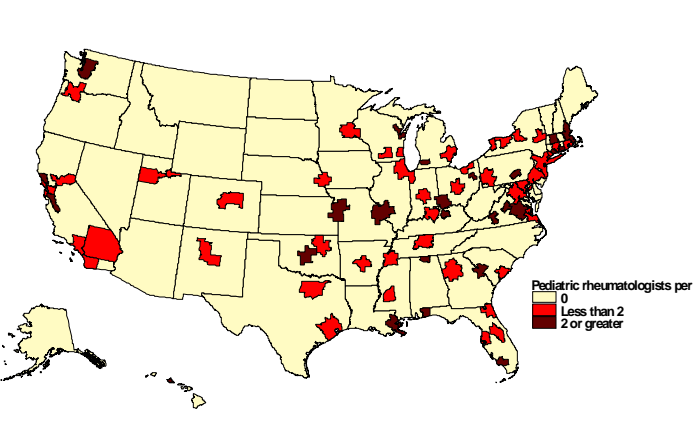 Pediatric rheumatologists per
0
Less than 2
2 or greater